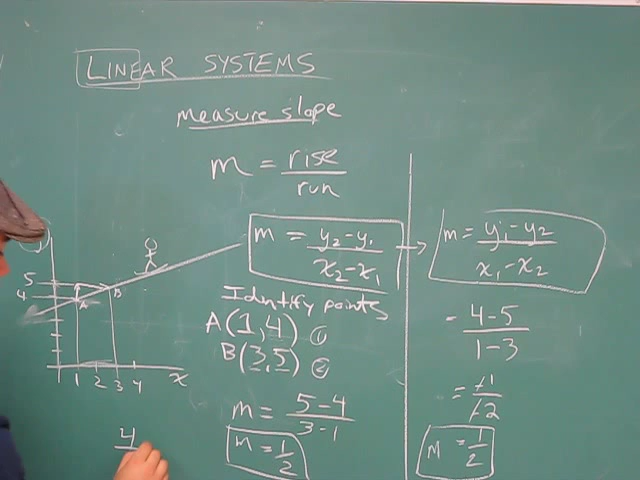 LINEAR SYSTEMS
measure slope
m = rise/run
m = y₂-y₁/x₂-x₁ → m = y₁-y₂/x₁-x₂
Identify points
A(1,4) ①
B(3,5) ②
m = 5-4/3-1
m = 1/2
= 4-5/1-3
= -1/-2
m = 1/2
5
4
A B
1 2 3 4 x
4